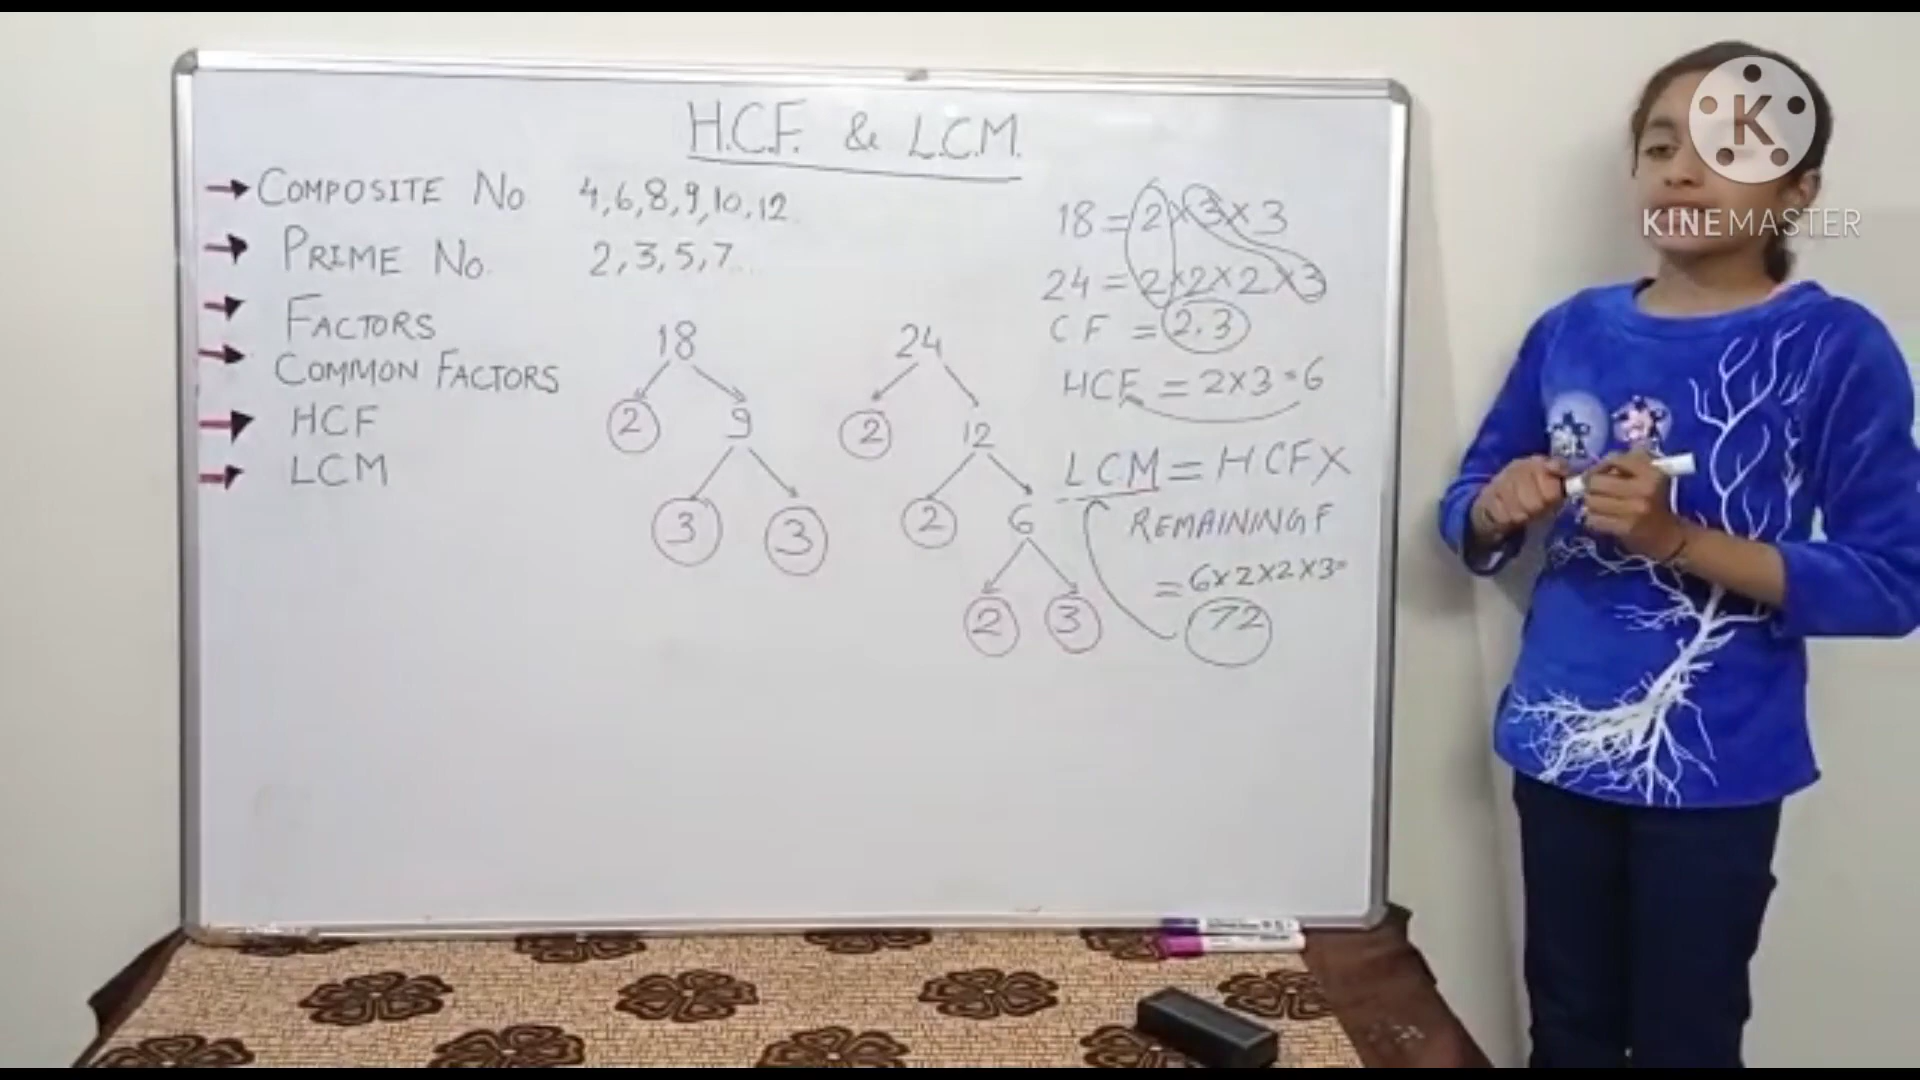 H.C.F. & L.C.M.
COMPOSITE No 4,6,8,9,10,12
PRIME No. 2,3,5,7...
FACTORS
COMMON FACTORS
HCF
LCM
18
2 9
3 3
24
2 12
2 6
2 3
18 = 2×3×3
24 = 2×2×2×3
CF = 2.3
HCF = 2×3=6
LCM = HCF×
REMAINING F
= 6×2×2×3=
72
K
KINEMASTER